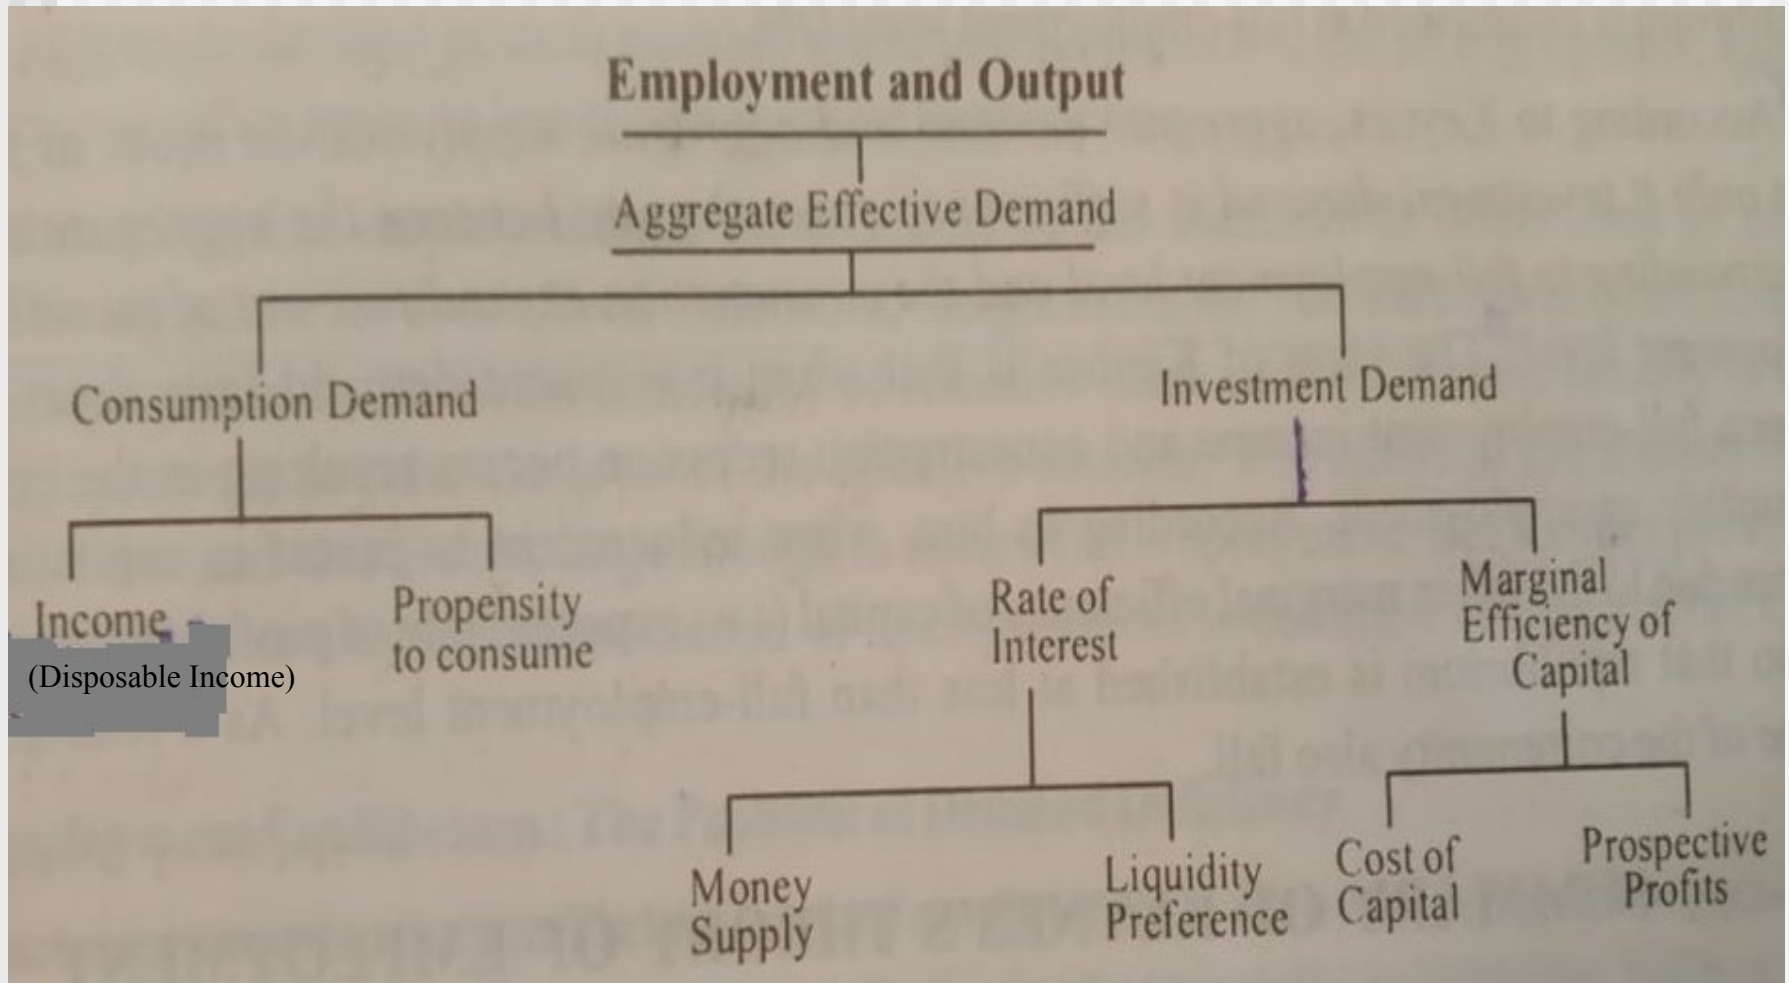 Employment and Output
Aggregate Effective Demand
Consumption Demand
Investment Demand
Income
(Disposable Income)
Propensity
to consume
Rate of
Interest
Marginal
Efficiency of
Capital
Money
Supply
Liquidity
Preference
Cost of
Capital
Prospective
Profits